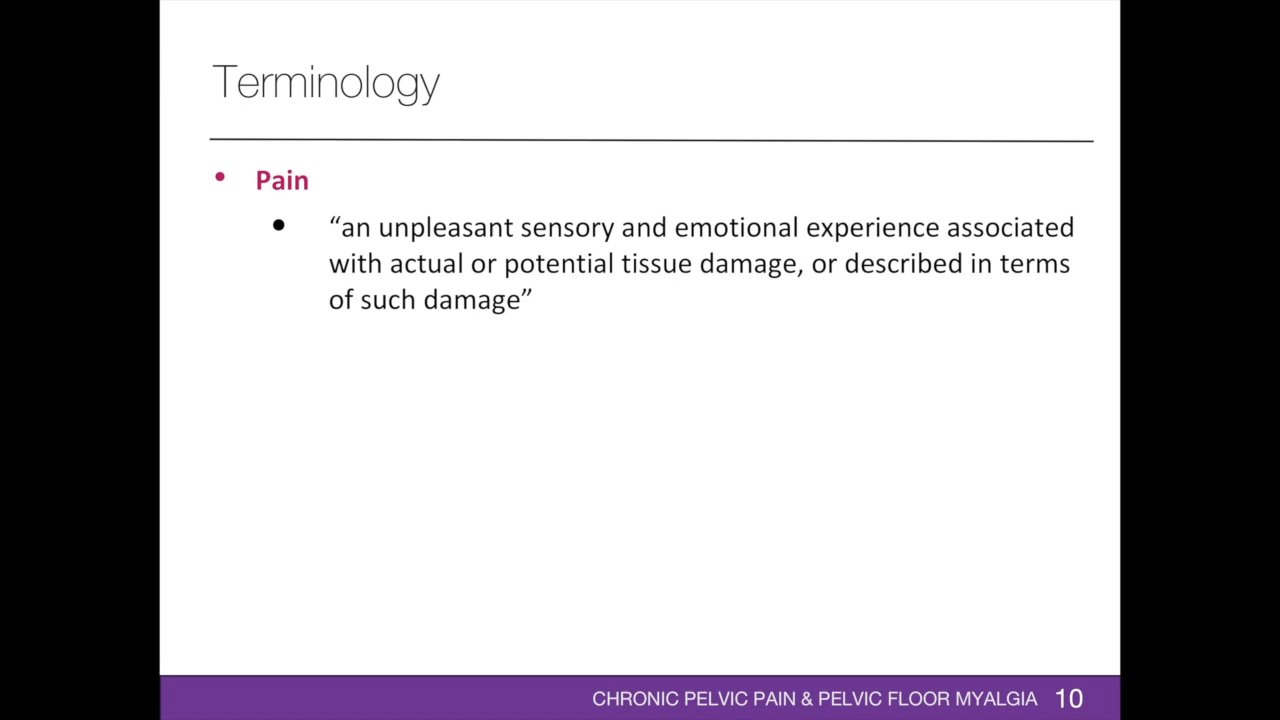 Terminology
• Pain
• “an unpleasant sensory and emotional experience associated
with actual or potential tissue damage, or described in terms
of such damage”
CHRONIC PELVIC PAIN & PELVIC FLOOR MYALGIA 10